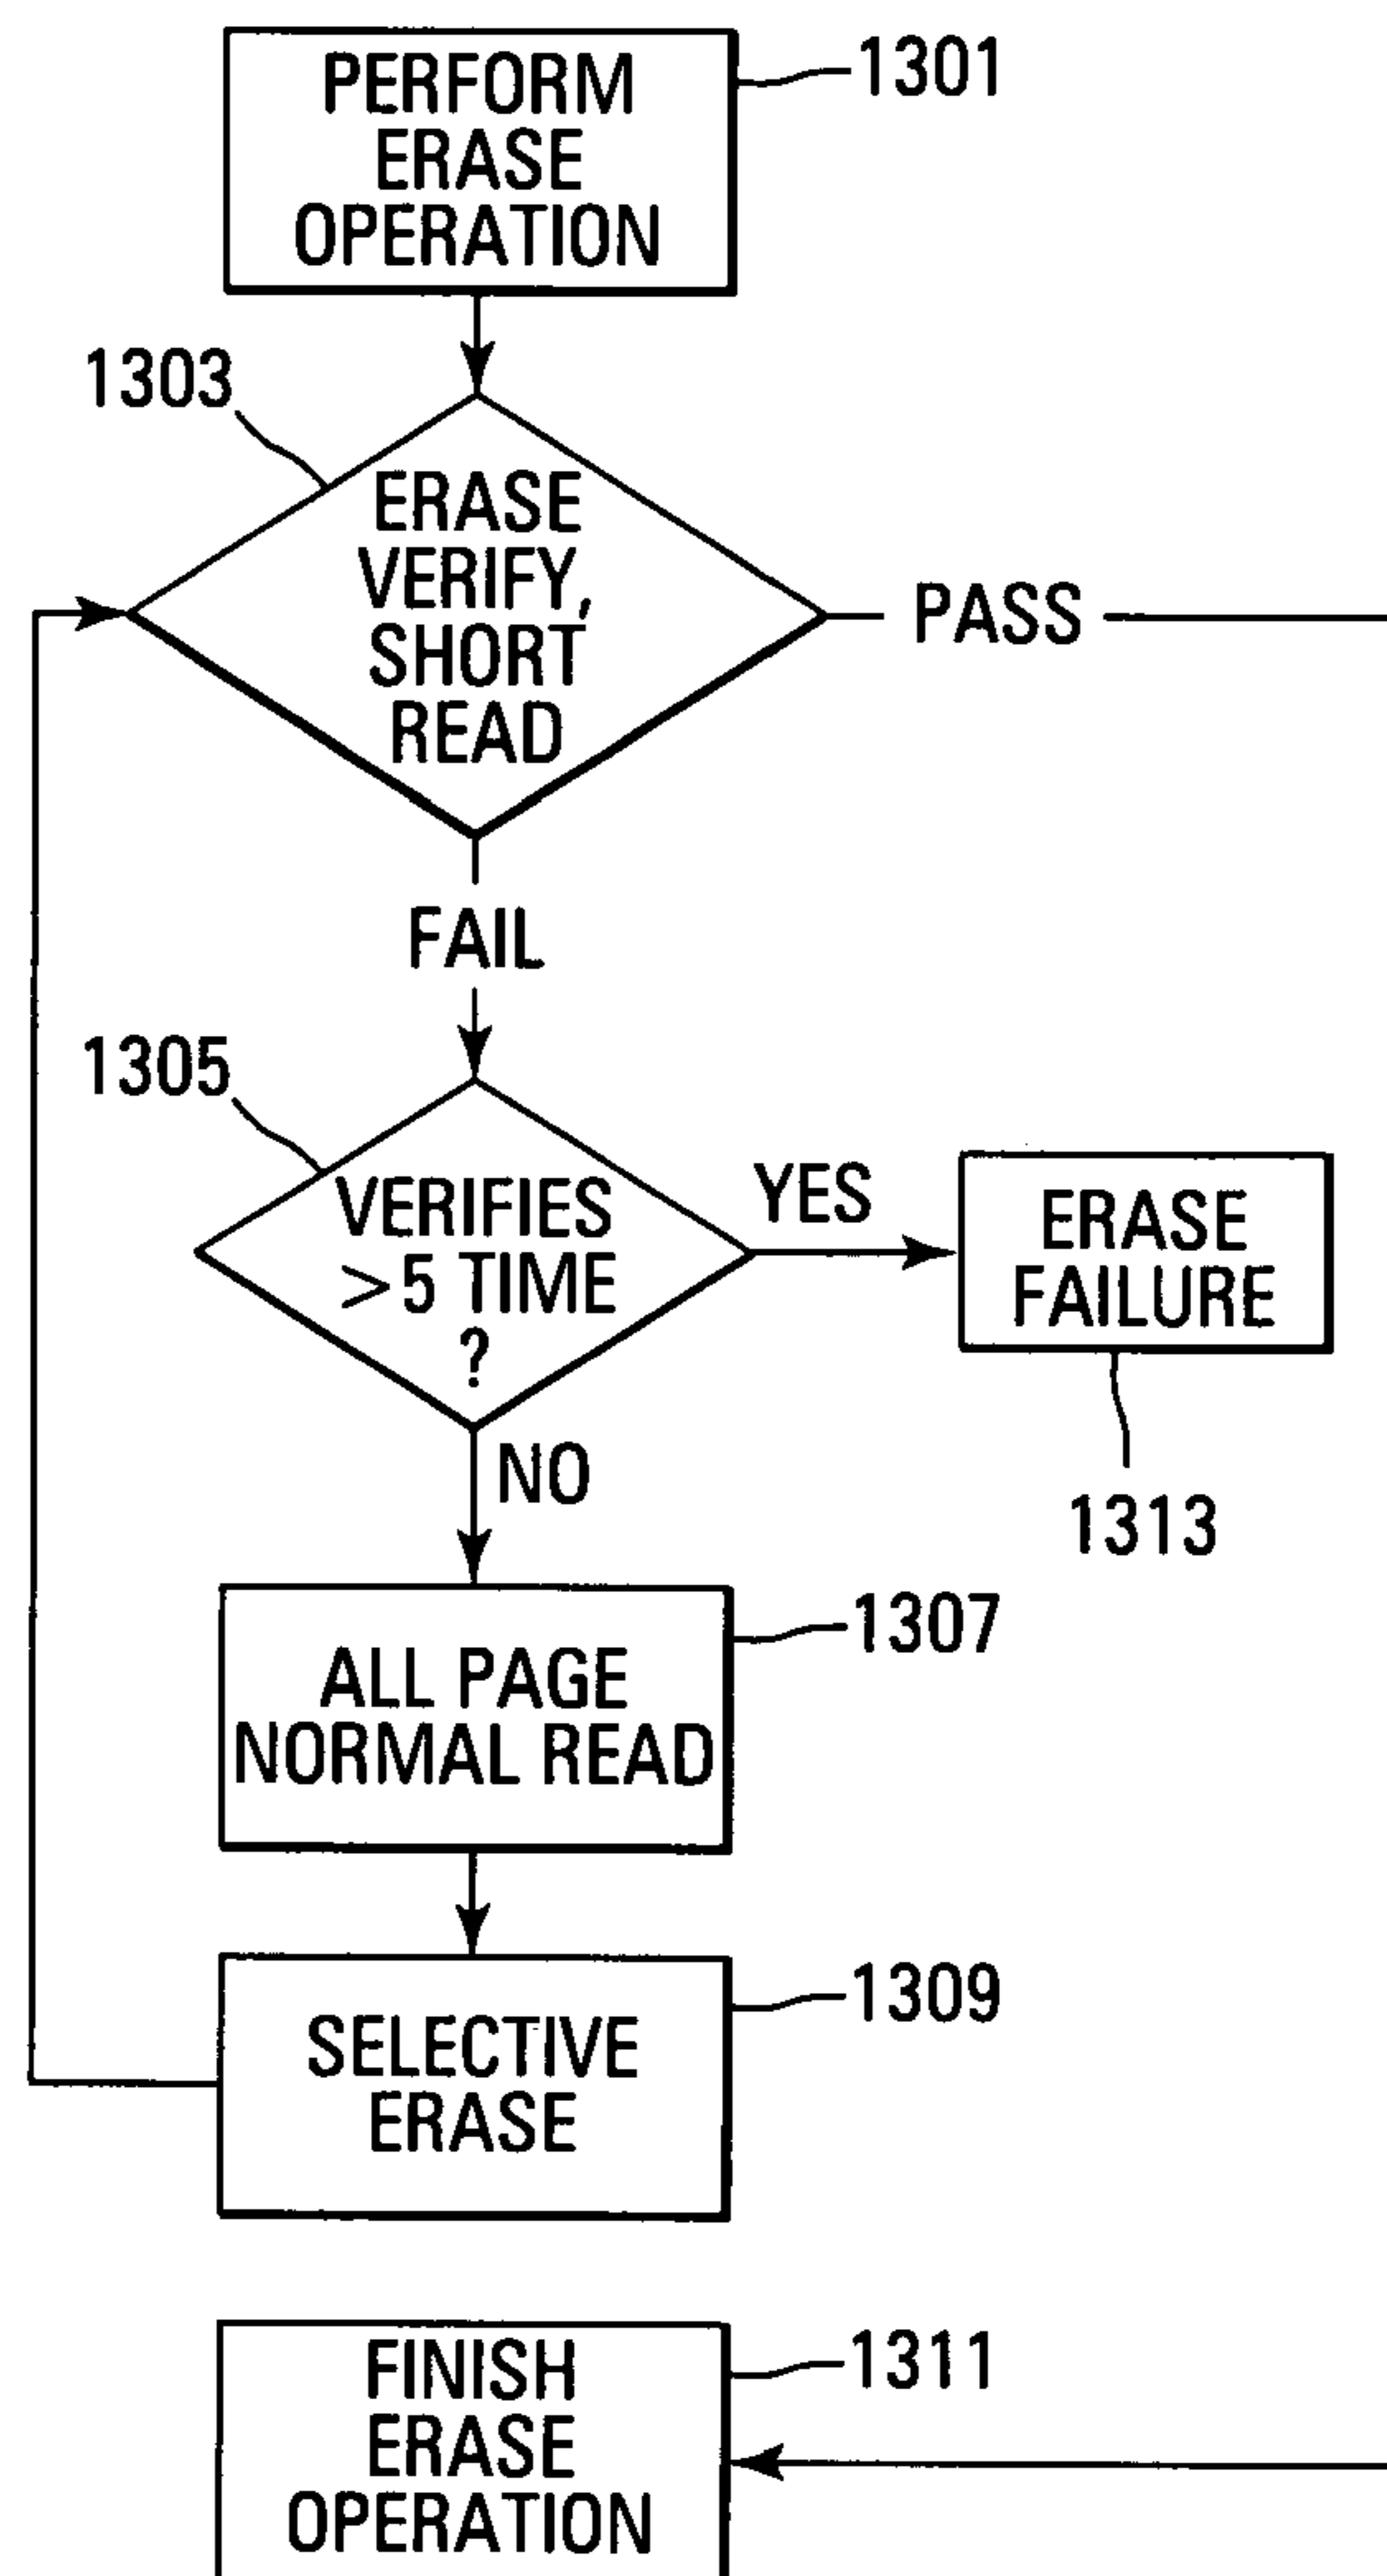 PERFORM
ERASE
OPERATION
1301
1303
ERASE
VERIFY,
SHORT
READ
PASS
FAIL
1305
VERIFIES
>5 TIME
?
YES
ERASE
FAILURE
1313
NO
ALL PAGE
NORMAL READ
1307
SELECTIVE
ERASE
1309
FINISH
ERASE
OPERATION
1311